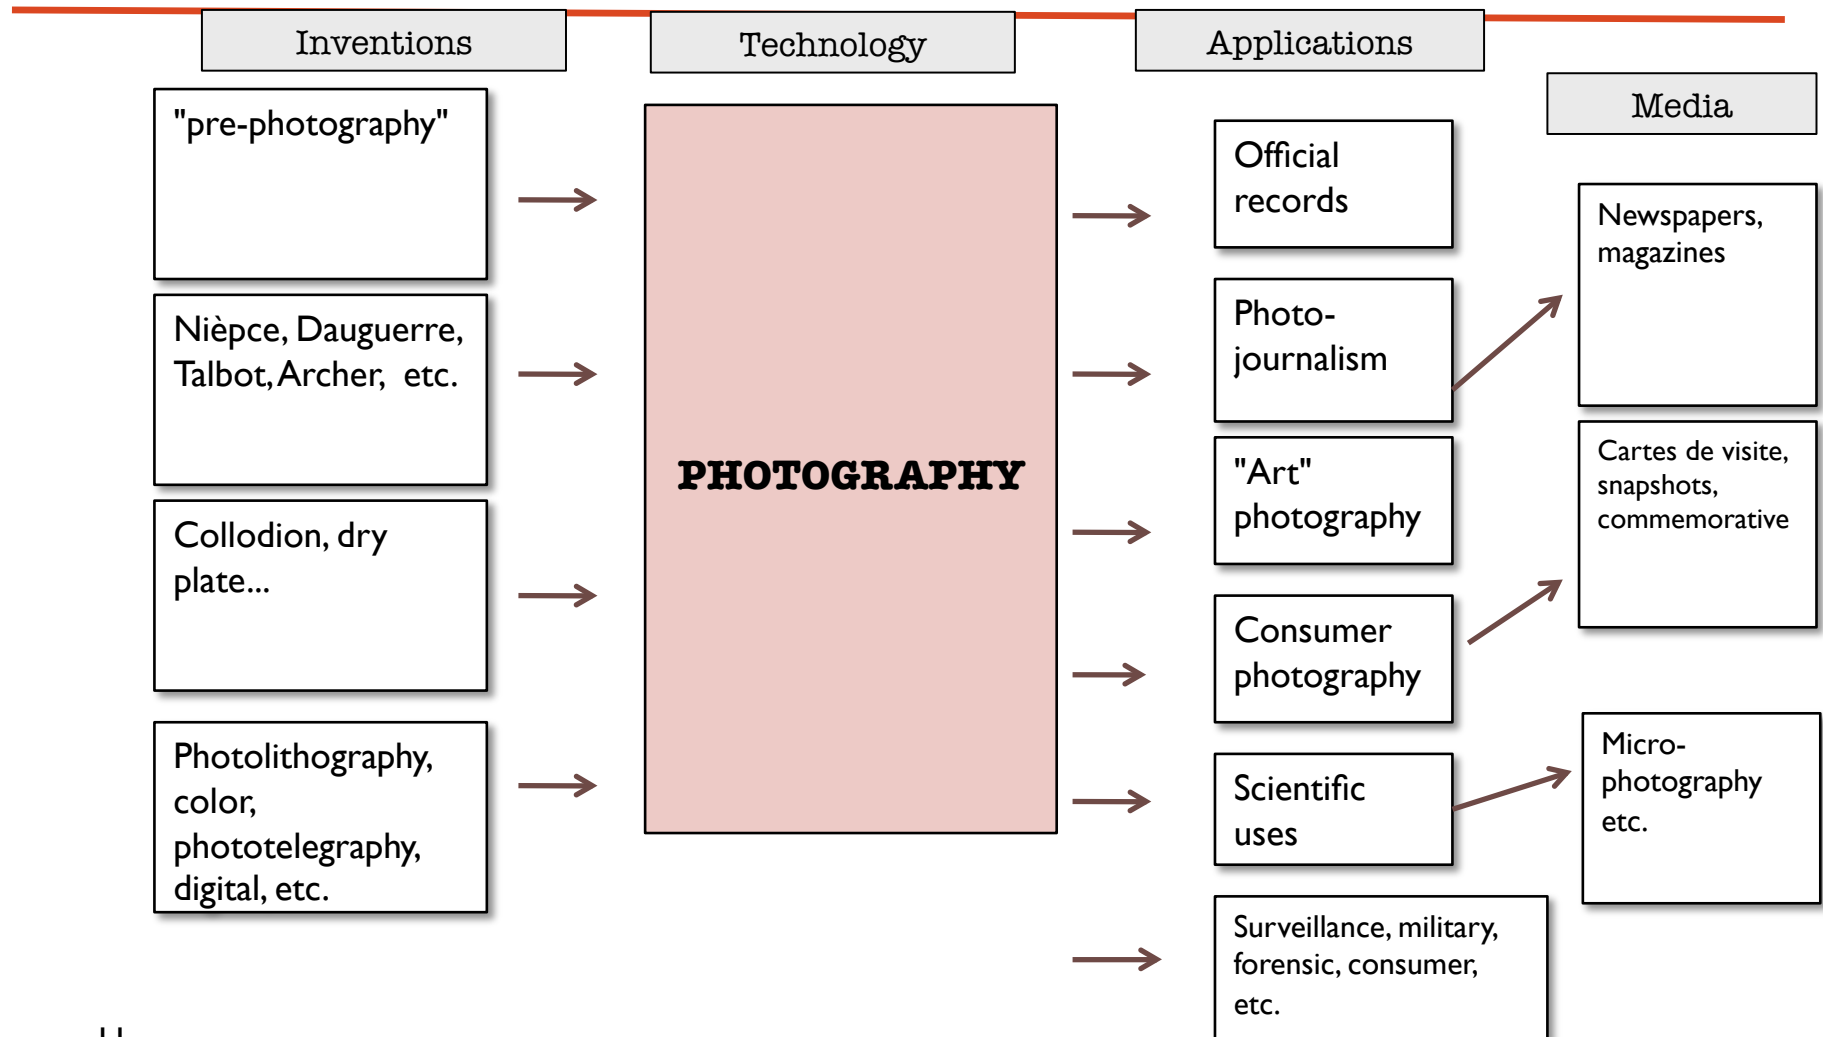 Inventions
Technology
Applications
Media
"pre-photography"
Nièpce, Dauguerre,
Talbot, Archer, etc.
Collodion, dry
plate...
Photolithography,
color,
phototelegraphy,
digital, etc.
PHOTOGRAPHY
Official
records
Photo-
journalism
"Art"
photography
Consumer
photography
Scientific
uses
Surveillance, military,
forensic, consumer,
etc.
Newspapers,
magazines
Cartes de visite,
snapshots,
commemorative
Micro-
photography
etc.